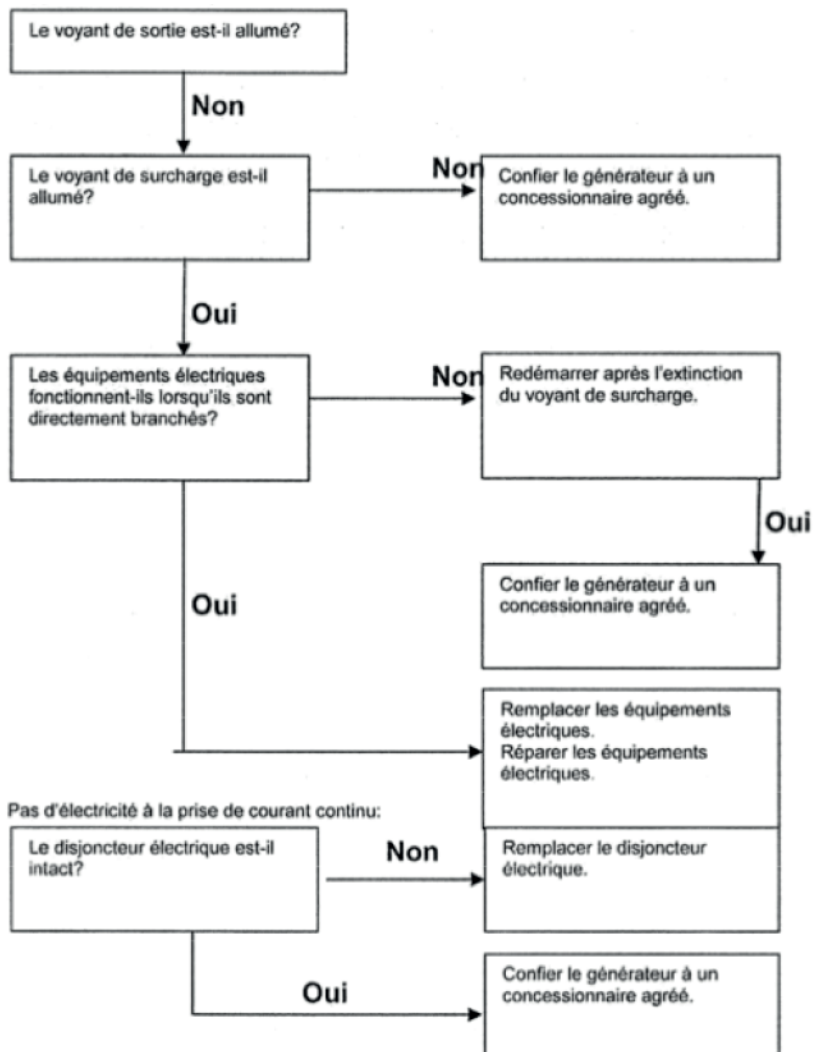 Le voyant de sortie est-il allumé?
Non
Le voyant de surcharge est-il
allumé?
Non
Confier le générateur à un
concessionnaire agréé.
Oui
Les équipements électriques
fonctionnent-ils lorsqu'ils sont
directement branchés?
Non
Redémarrer après l'extinction
du voyant de surcharge.
Oui
Confier le générateur à un
concessionnaire agréé.
Oui
Remplacer les équipements
électriques.
Réparer les équipements
électriques.
Pas d'électricité à la prise de courant continu:
Le disjoncteur électrique est-il
intact?
Non
Remplacer le disjoncteur
électrique.
Oui
Confier le générateur à un
concessionnaire agréé.